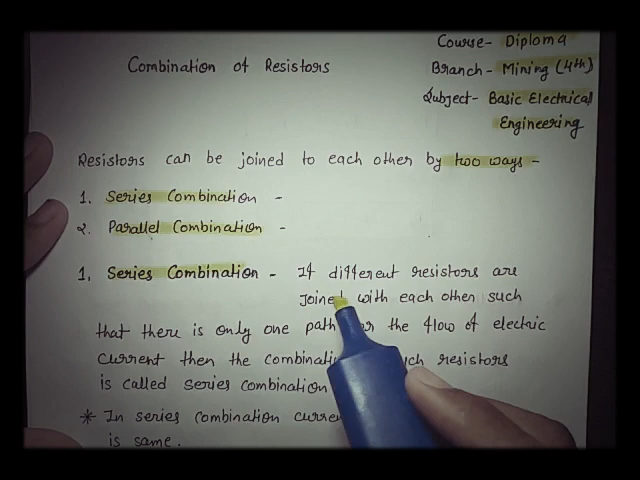 Course- Diploma
Combination of Resistors
Branch- Mining (4th)
Subject- Basic Electrical
Engineering
Resistors can be joined to each other by two ways-
1. Series Combination -
2. Parallel Combination -
1. Series Combination - If different resistors are
Joined with each other such
that there is only one path for the flow of electric
current then the such resistors
is called series combination
* In series combination
is same.